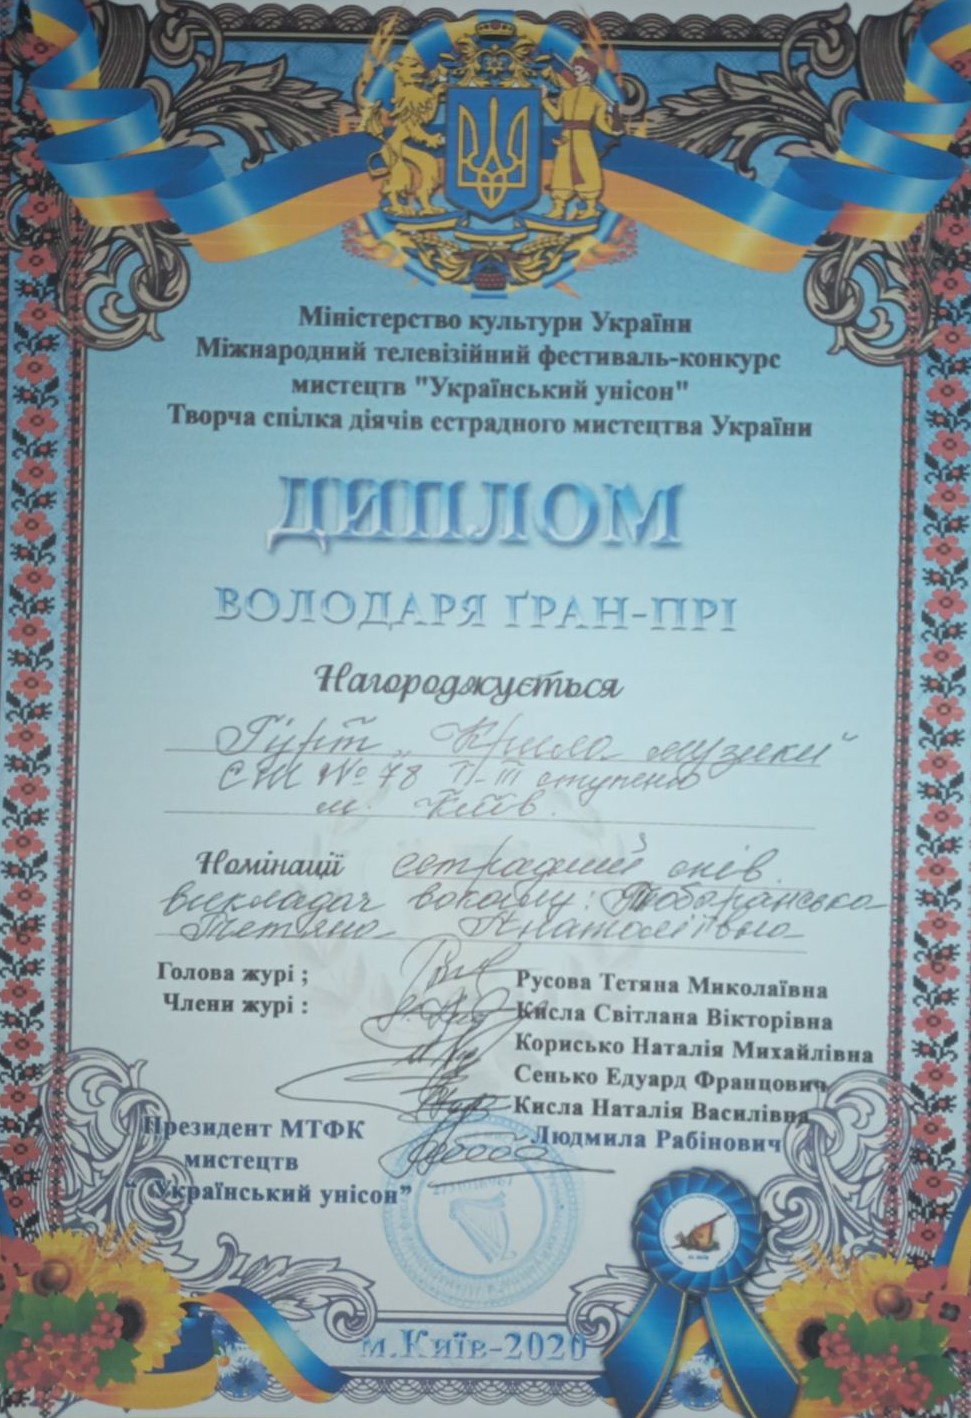 Міністерство культури України
Міжнародний телевізійний фестиваль-конкурс
мистецтв "Український унісон"
Творча спілка діячів естрадного мистецтва України
ДИПЛОМ
ВОЛОДАРЯ ҐРАН-ПРІ
Нагороджується
Гурт „Крила музики"
СШ № 78 І-ІІІ ступеню
м. Київ.
Номінації естрадний спів.
викладач вокалу:
Тетяна Анатоліївна
Голова журі ; Русова Тетяна Миколаївна
Члени журі : Кисла Світлана Вікторівна
Корисько Наталія Михайлівна
Сенько Едуард Францович
Кисла Наталія Василівна
Президент МТФК Людмила Рабінович
мистецтв
“ Український унісон”
м.Київ-2020